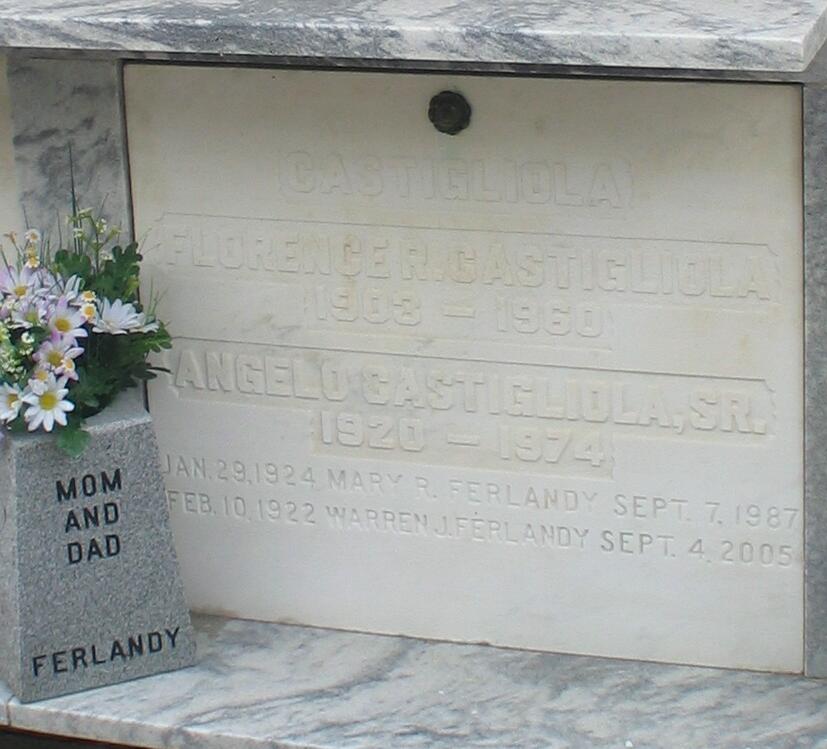 CASTIGLIOLA
FLORENCE R. CASTIGLIOLA
1903 - 1960
ANGELO CASTIGLIOLA, SR.
1920 - 1974
JAN. 29, 1924 MARY R. FERLANDY SEPT. 7, 1987
FEB. 10, 1922 WARREN J. FERLANDY SEPT. 4, 2005
MOM
AND
DAD
FERLANDY